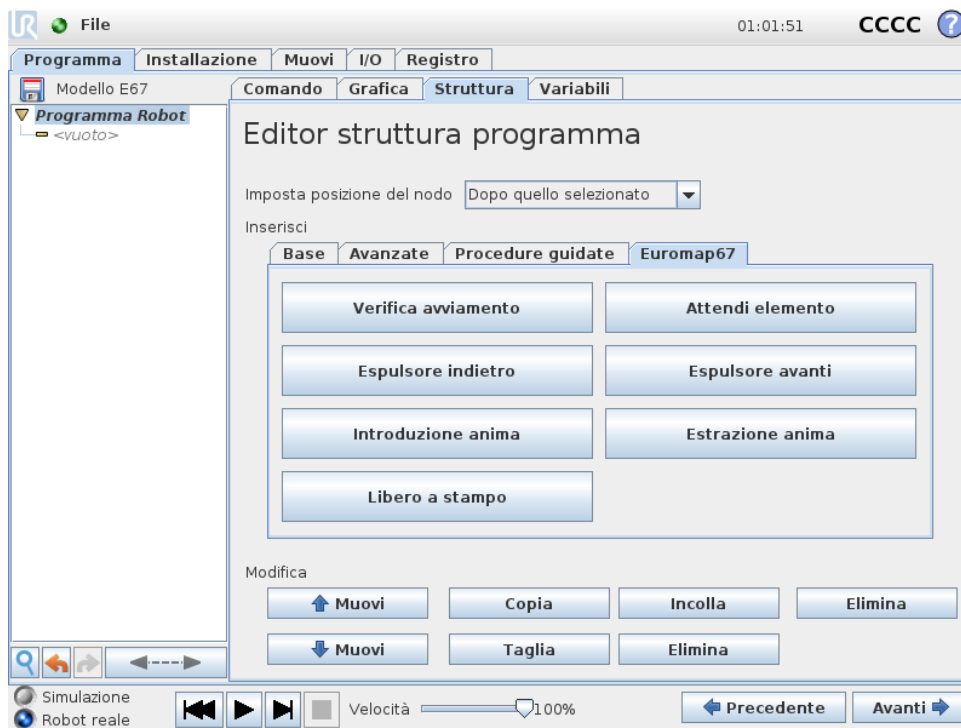 UR File 01:01:51 CCCC ?
Programma Installazione Muovi I/O Registro
Modello E67 Comando Grafica Struttura Variabili
Programma Robot
<vuoto>
Editor struttura programma
Imposta posizione del nodo Dopo quello selezionato
Inserisci
Base Avanzate Procedure guidate Euromap67
Verifica avviamento Attendi elemento
Espulsore indietro Espulsore avanti
Introduzione anima Estrazione anima
Libero a stampo
Modifica
Muovi Copia Incolla Elimina
Muovi Taglia Elimina
Simulazione
Robot reale
Velocità 100% Precedente Avanti